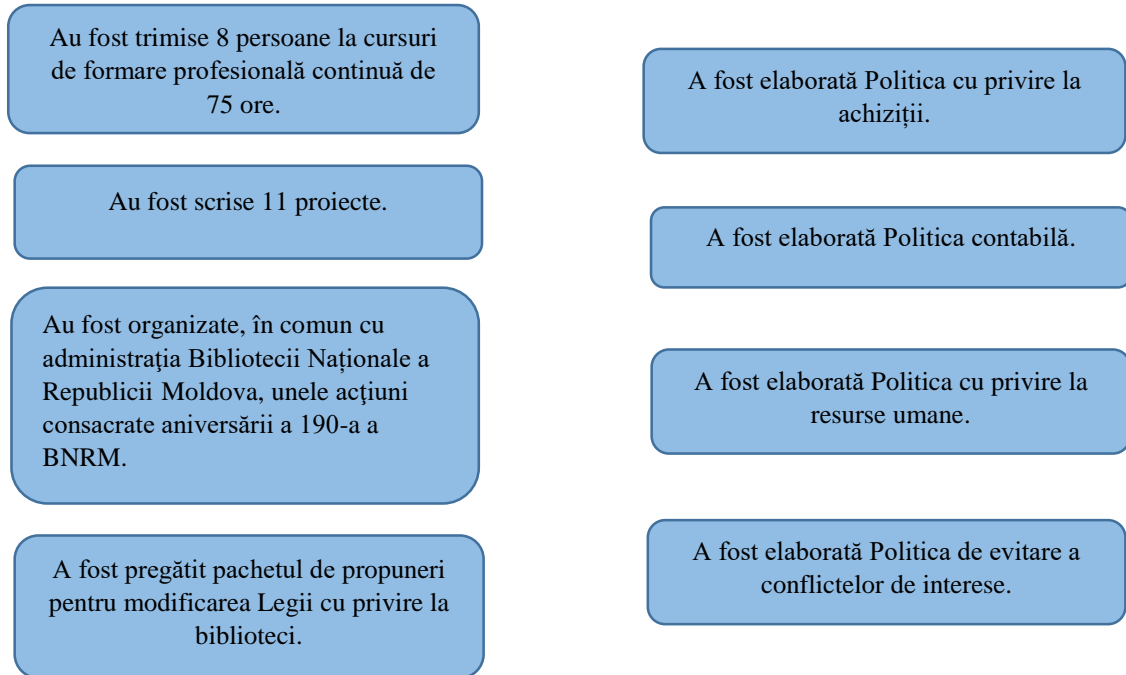 Au fost trimise 8 persoane la cursuri
de formare profesională continuă de
75 ore.
Au fost scrise 11 proiecte.
Au fost organizate, în comun cu
administraţia Bibliotecii Naționale a
Republicii Moldova, unele acţiuni
consacrate aniversării a 190-a a
BNRM.
A fost pregătit pachetul de propuneri
pentru modificarea Legii cu privire la
biblioteci.
A fost elaborată Politica cu privire la
achiziții.
A fost elaborată Politica contabilă.
A fost elaborată Politica cu privire la
resurse umane.
A fost elaborată Politica de evitare a
conflictelor de interese.